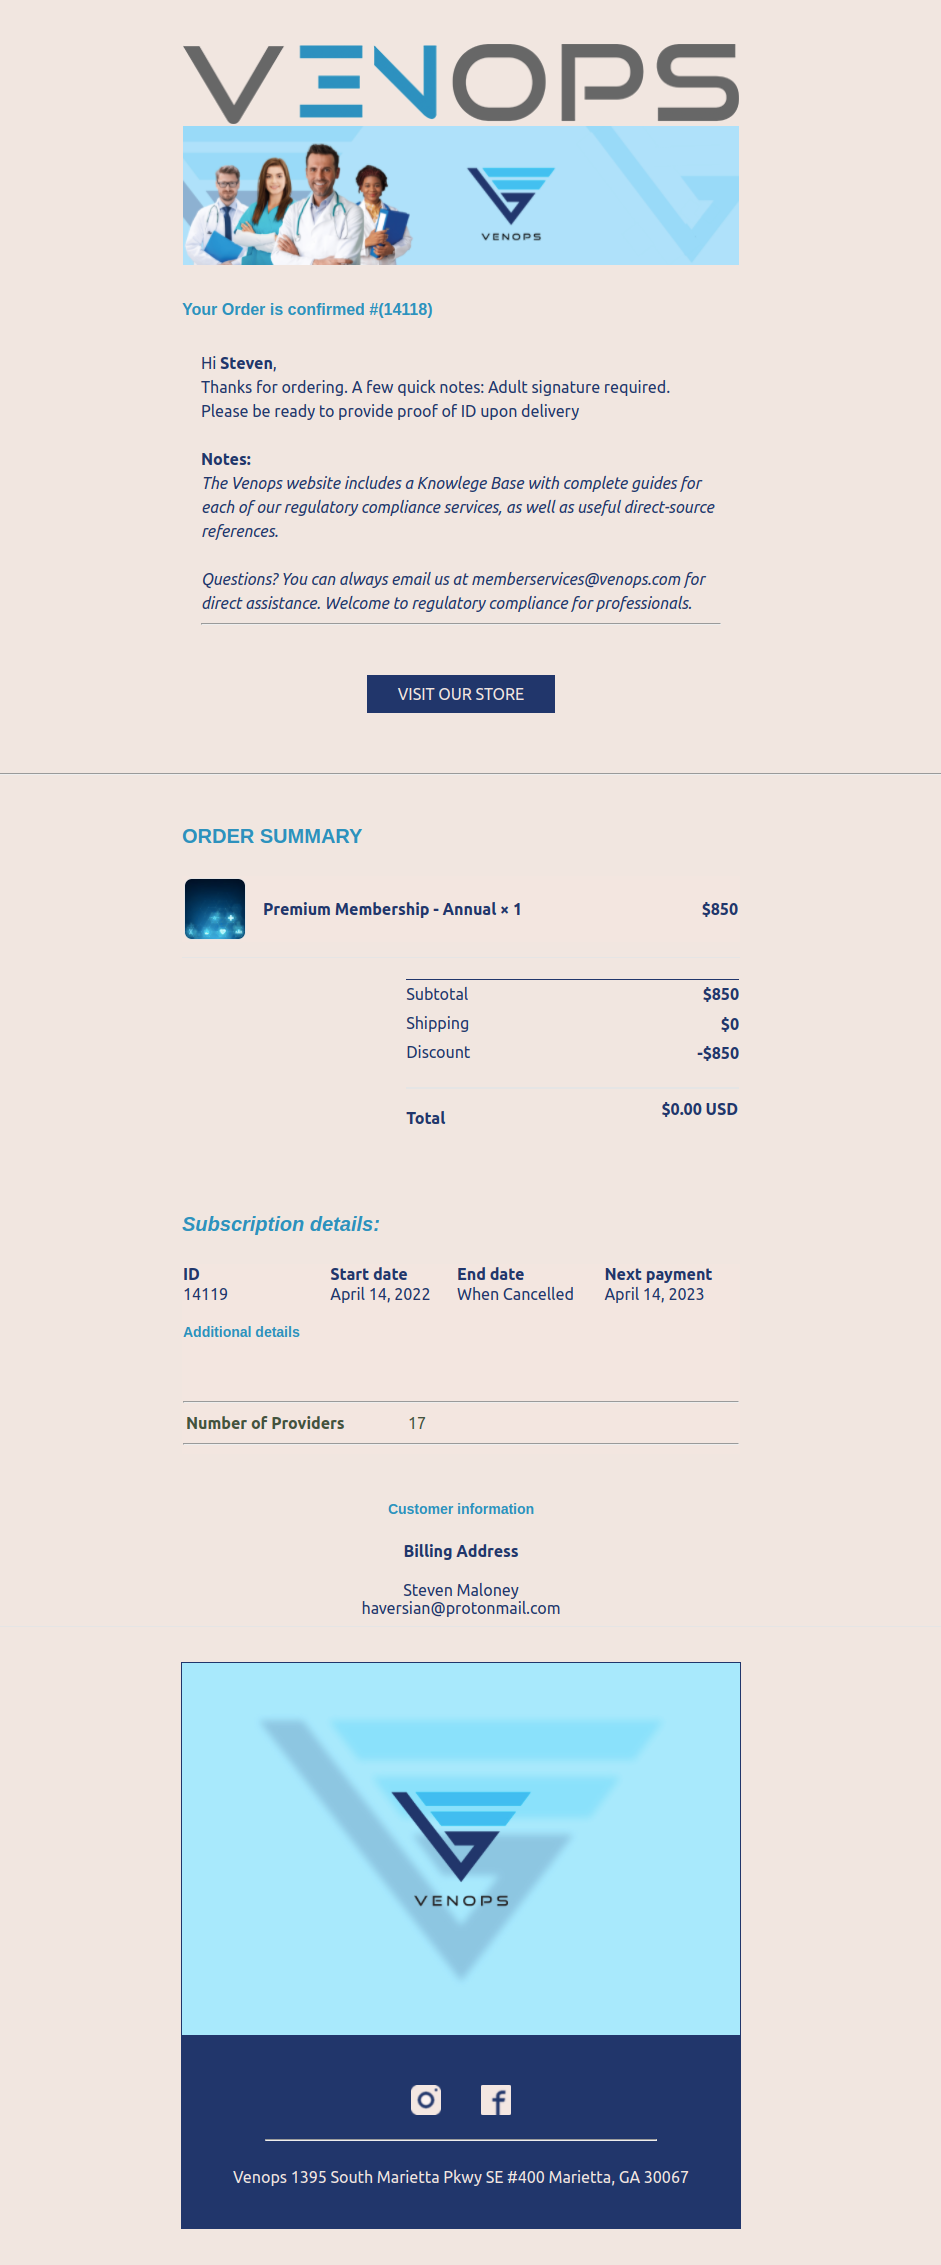 VENOPS
VENOPS
Your Order is confirmed #(14118)
Hi Steven,
Thanks for ordering. A few quick notes: Adult signature required.
Please be ready to provide proof of ID upon delivery
Notes:
The Venops website includes a Knowlege Base with complete guides for
each of our regulatory compliance services, as well as useful direct-source
references.
Questions? You can always email us at memberservices@venops.com for
direct assistance. Welcome to regulatory compliance for professionals.
VISIT OUR STORE
ORDER SUMMARY
Premium Membership - Annual × 1 $850
Subtotal $850
Shipping $0
Discount -$850
Total $0.00 USD
Subscription details:
ID Start date End date Next payment
14119 April 14, 2022 When Cancelled April 14, 2023
Additional details
Number of Providers 17
Customer information
Billing Address
Steven Maloney
haversian@protonmail.com
VENOPS
Venops 1395 South Marietta Pkwy SE #400 Marietta, GA 30067